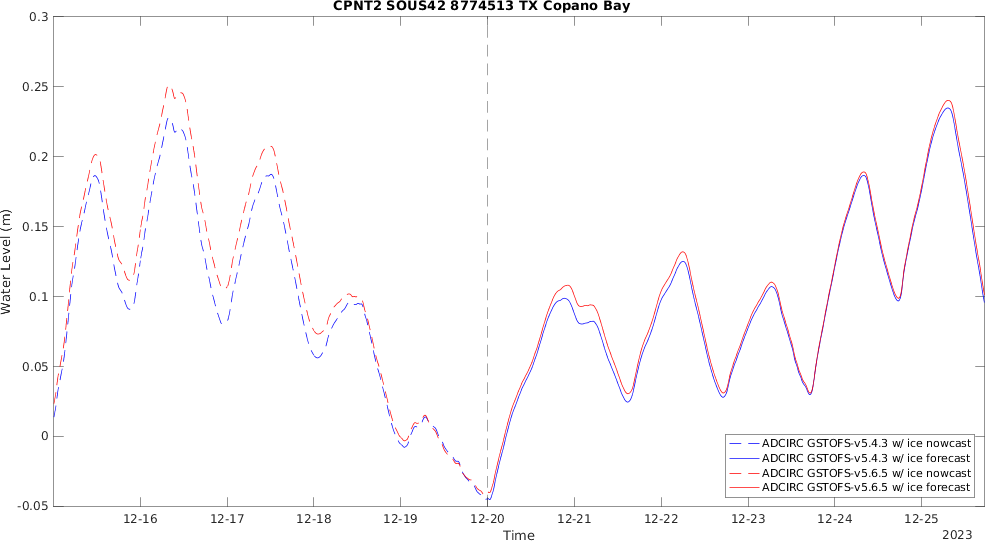 CPNT2 SOUS42 8774513 TX Copano Bay
0.3
0.25
0.2
0.15
0.1
0.05
0
-0.05
Water Level (m)
12-16 12-17 12-18 12-19 12-20 12-21 12-22 12-23 12-24 12-25
Time
2023
ADCIRC GSTOFS-v5.4.3 w/ ice nowcast
ADCIRC GSTOFS-v5.4.3 w/ ice forecast
ADCIRC GSTOFS-v5.6.5 w/ ice nowcast
ADCIRC GSTOFS-v5.6.5 w/ ice forecast